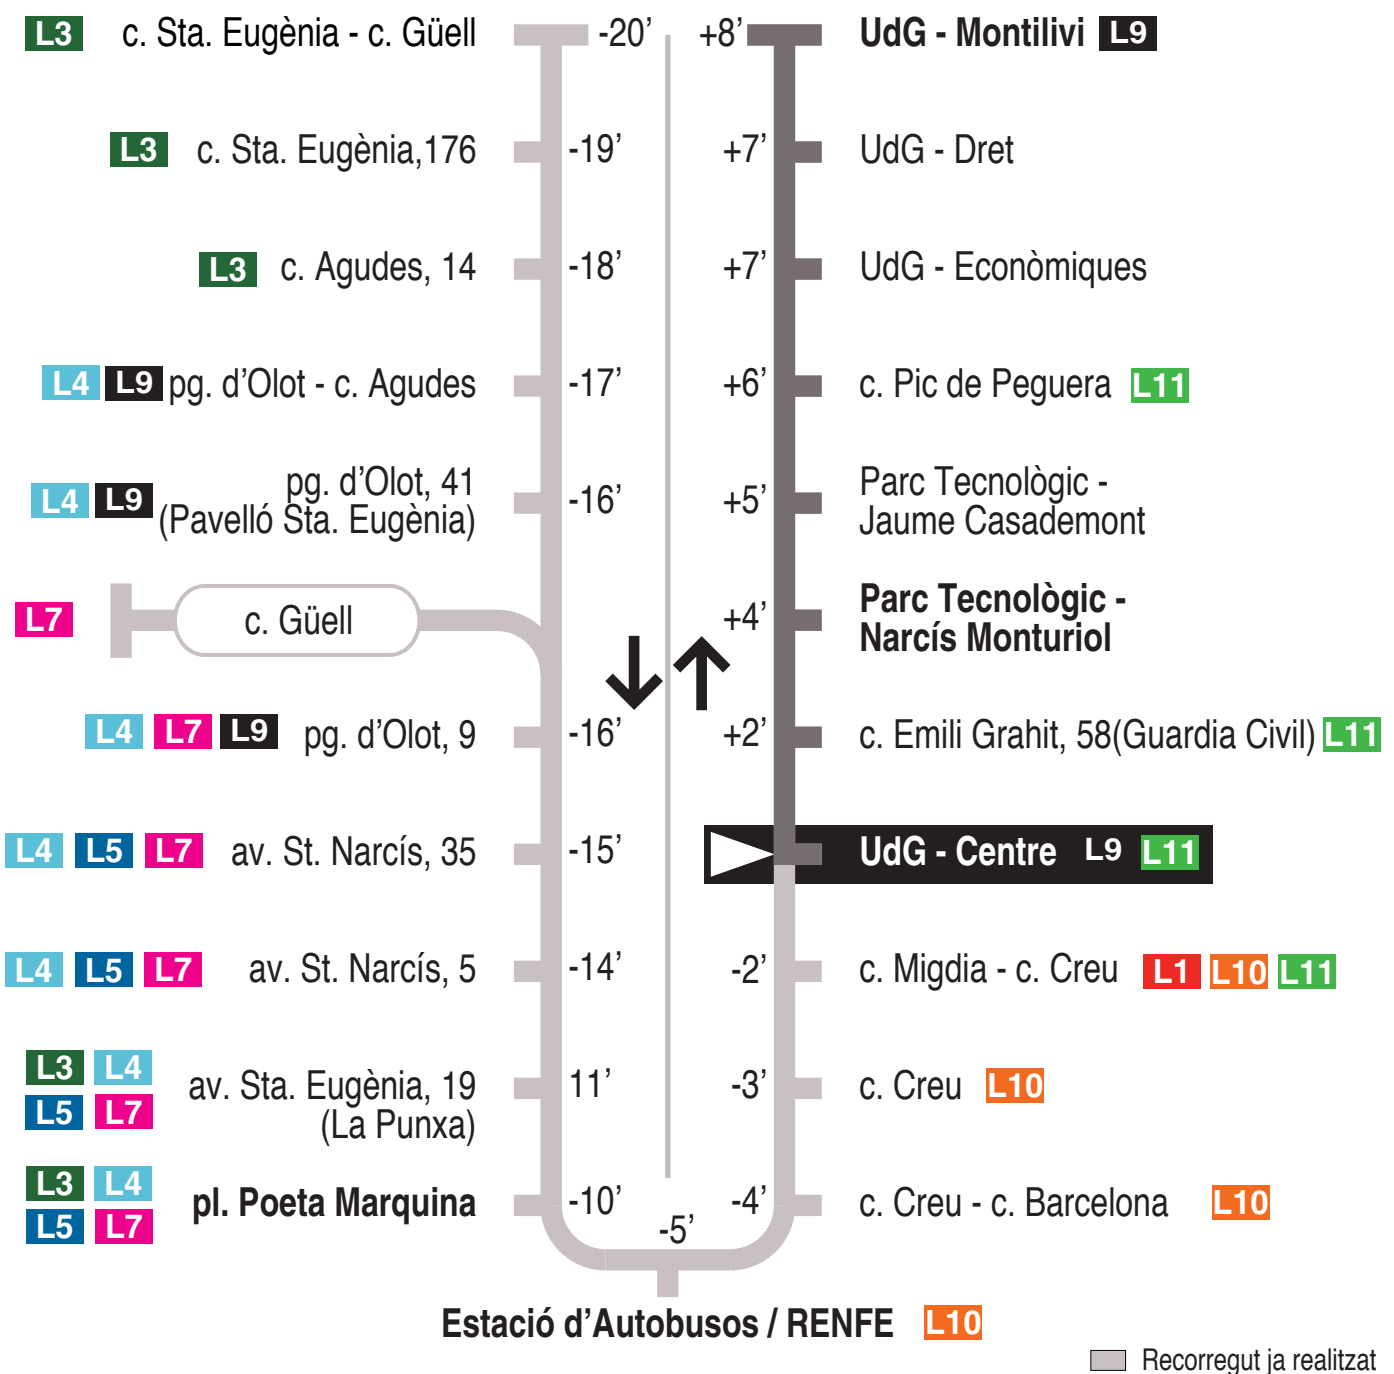 L3 c. Sta. Eugènia - c. Güell -20’
L3 c. Sta. Eugènia,176 -19’
L3 c. Agudes, 14 -18’
L4 L9 pg. d’Olot - c. Agudes -17’
L4 L9 pg. d’Olot, 41 -16’
(Pavelló Sta. Eugènia)
L7 c. Güell
L4 L7 L9 pg. d’Olot, 9 -16’
L4 L5 L7 av. St. Narcís, 35 -15’
L4 L5 L7 av. St. Narcís, 5 -14’
L3 L4
L5 L7
av. Sta. Eugènia, 19 11’
(La Punxa)
L3 L4
L5 L7
pl. Poeta Marquina -10’
-5’
Estació d’Autobusos / RENFE L10
+8’ UdG - Montilivi L9
+7’ UdG - Dret
+7’ UdG - Econòmiques
+6’ c. Pic de Peguera L11
+5’ Parc Tecnològic -
Jaume Casademont
+4’ Parc Tecnològic -
Narcís Monturiol
+2’ c. Emili Grahit, 58(Guardia Civil) L11
UdG - Centre L9 L11
-2’ c. Migdia - c. Creu L1 L10 L11
-3’ c. Creu L10
-4’ c. Creu - c. Barcelona L10
Recorregut ja realitzat